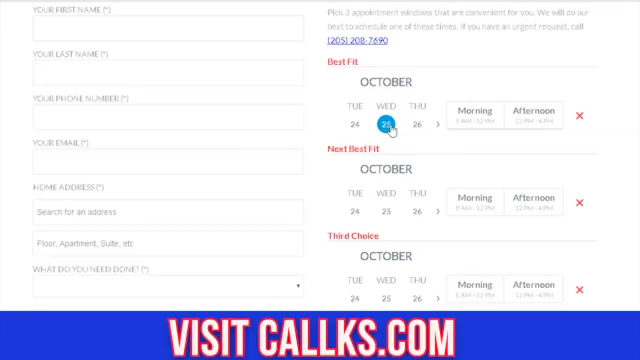 YOUR FIRST NAME (*)
YOUR LAST NAME (*)
YOUR PHONE NUMBER (*)
YOUR EMAIL (*)
HOME ADDRESS (*)
Search for an address
Floor, Apartment, Suite, etc
WHAT DO YOU NEED DONE? (*)
Pick 3 appointment windows that are convenient for you. We will do our
best to schedule one of these times. If you have an urgent request, call
(205) 208-7690
Best Fit
OCTOBER
TUE WED THU
24 25 26
Morning Afternoon
8 AM - 12 PM 12 PM - 4 PM
Next Best Fit
OCTOBER
TUE WED THU
24 25 26
Morning Afternoon
8 AM - 12 PM 12 PM - 4 PM
Third Choice
OCTOBER
TUE WED THU
24 25 26
Morning Afternoon
8 AM - 12 PM 12 PM - 4 PM
VISIT CALLKS.COM